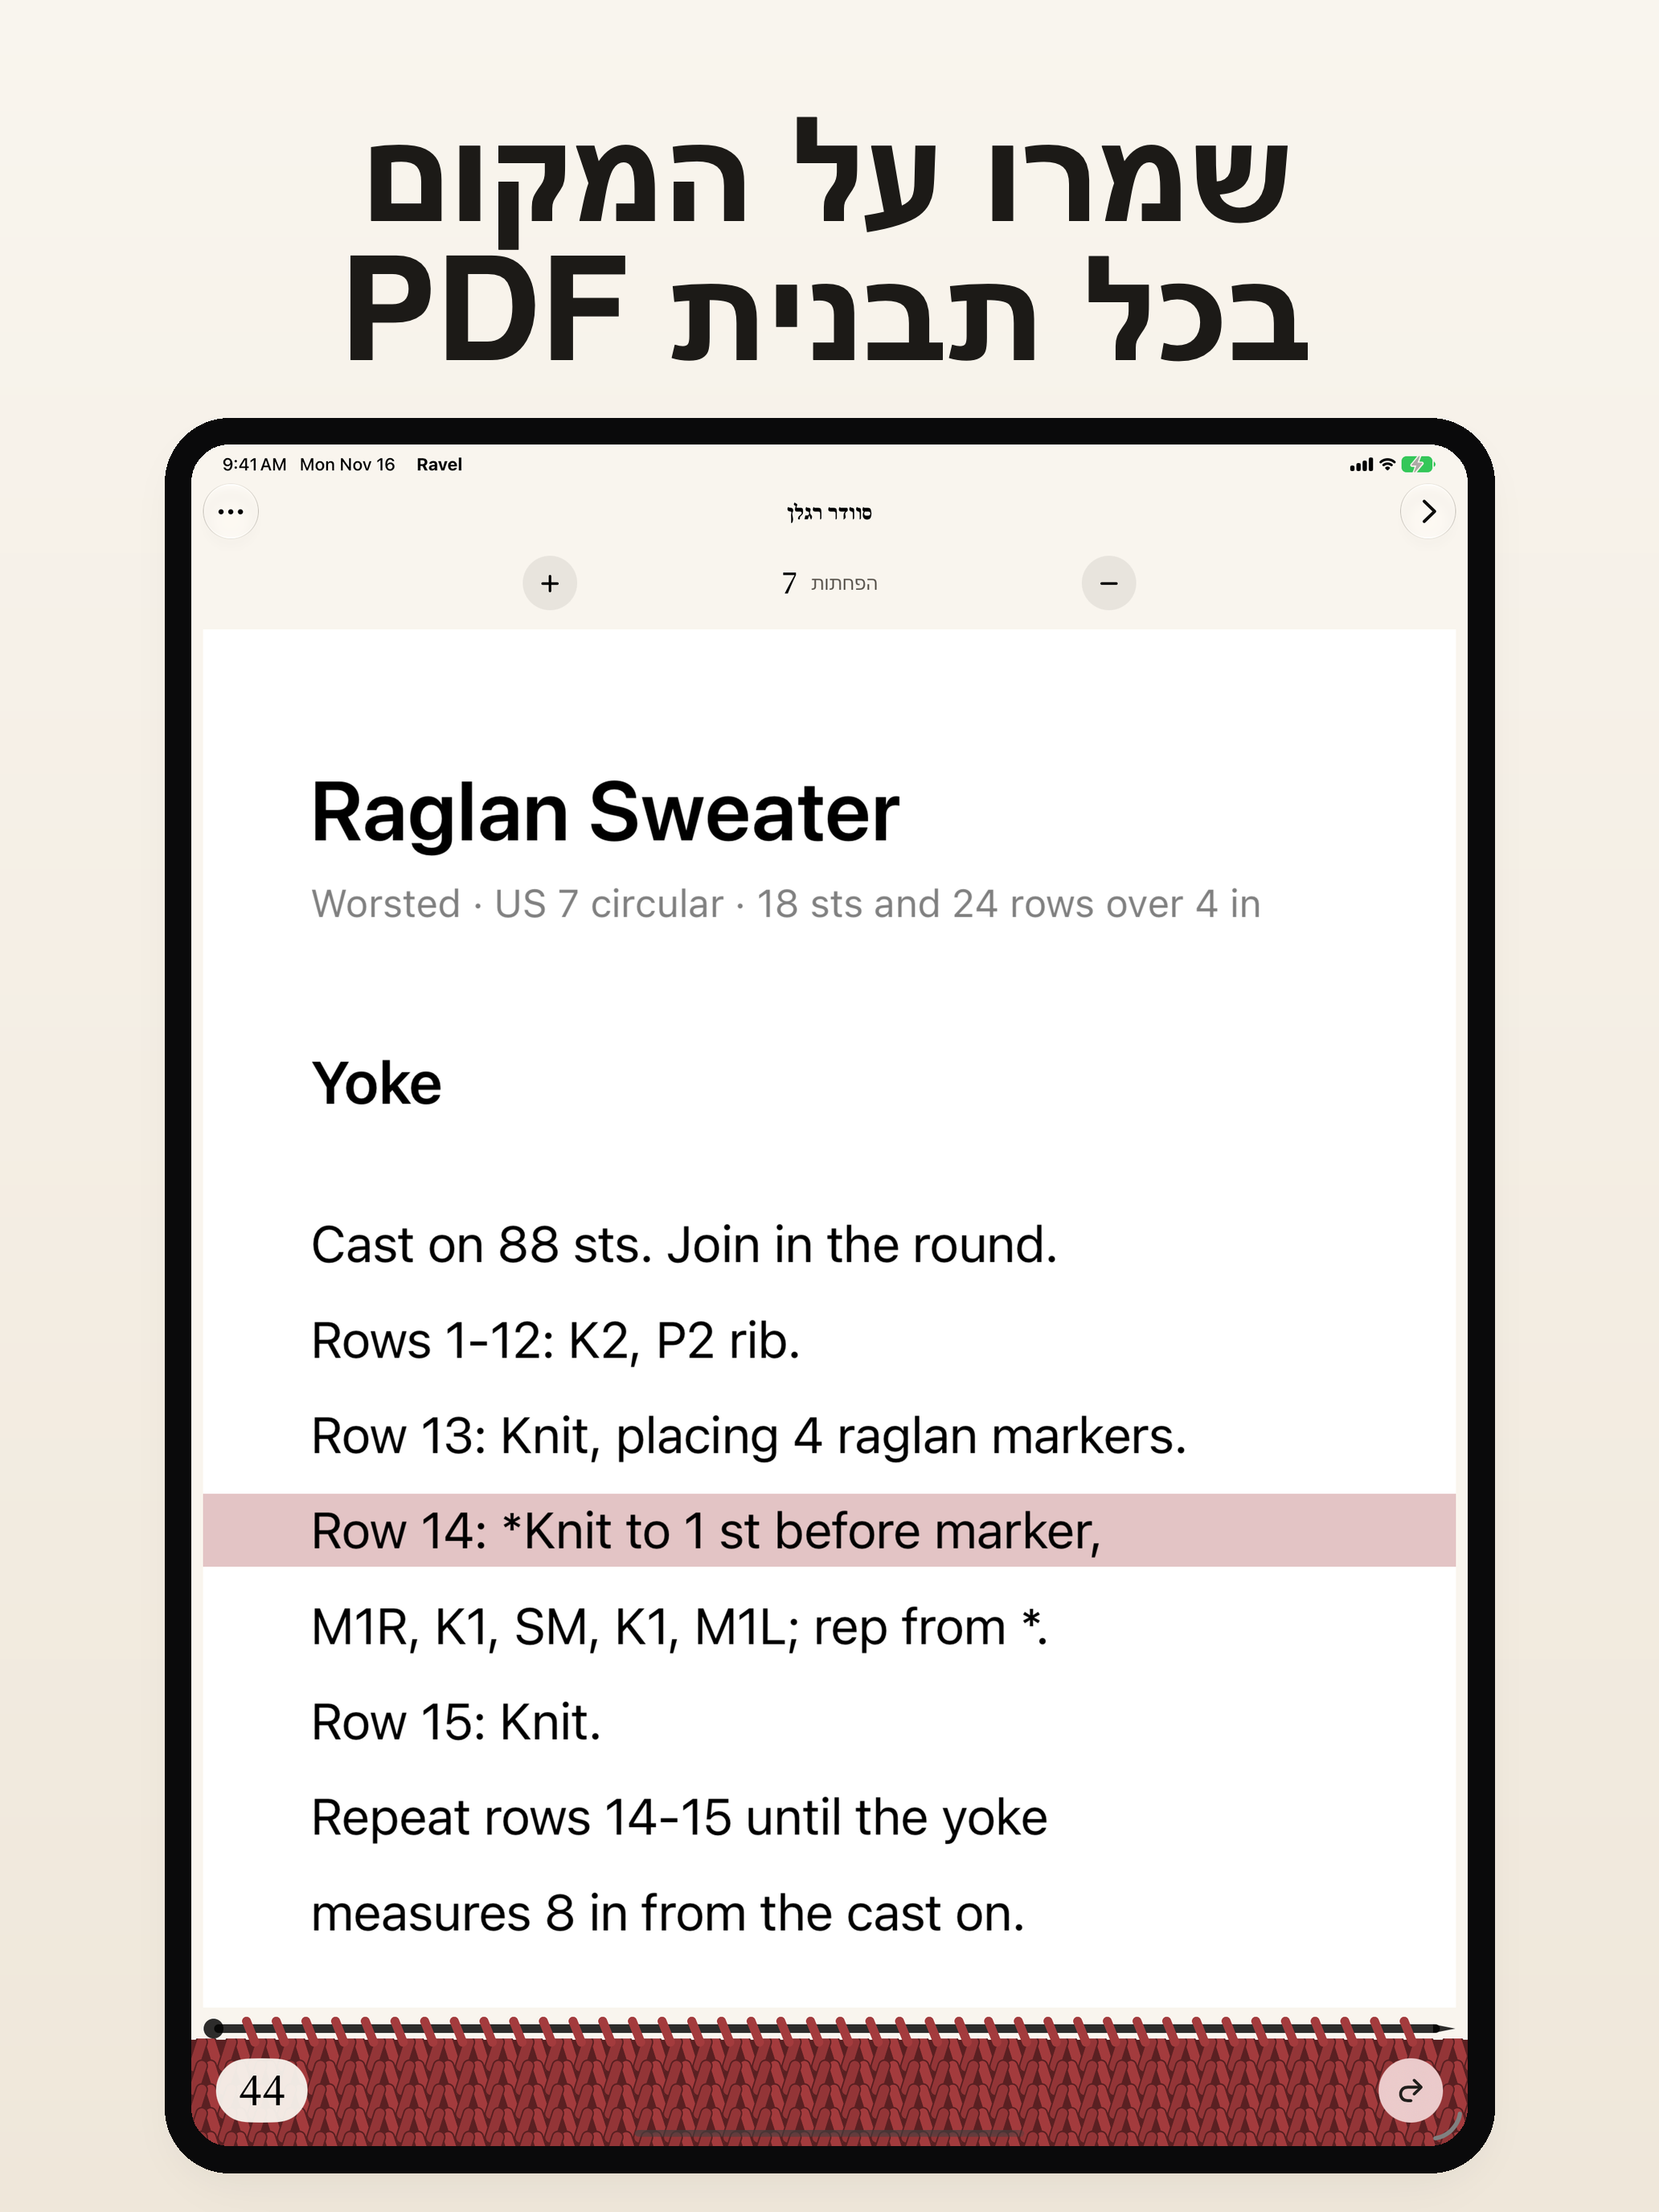 שמרו על המקום
בכל תבנית PDF
9:41 AM Mon Nov 16 Ravel
סוודר רגלן
הפחתות 7
Raglan Sweater
Worsted · US 7 circular · 18 sts and 24 rows over 4 in
Yoke
Cast on 88 sts. Join in the round.
Rows 1-12: K2, P2 rib.
Row 13: Knit, placing 4 raglan markers.
Row 14: *Knit to 1 st before marker,
M1R, K1, SM, K1, M1L; rep from *.
Row 15: Knit.
Repeat rows 14-15 until the yoke
measures 8 in from the cast on.
44